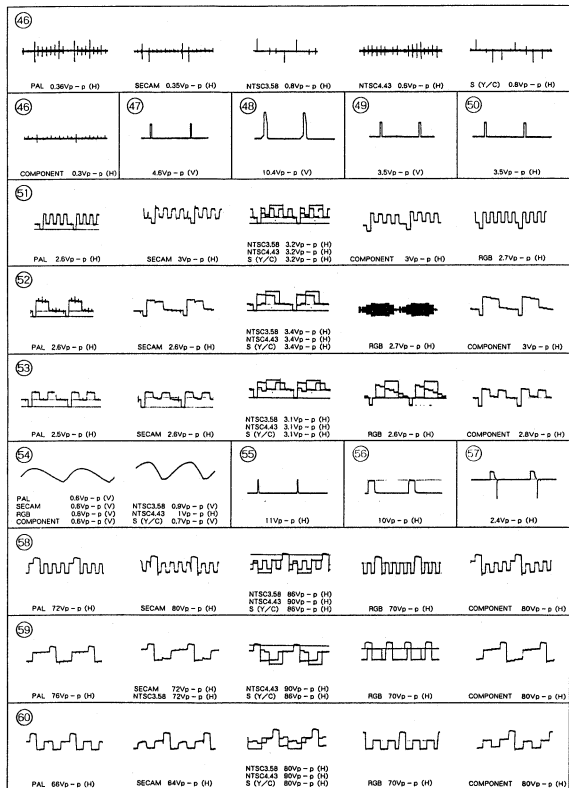 46
PAL 0.36Vp-p (H)
SECAM 0.35Vp-p (H)
NTSC3.58 0.8Vp-p (H)
NTSC4.43 0.6Vp-p (H)
S (Y/C) 0.8Vp-p (H)
46
COMPONENT 0.3Vp-p (H)
47
4.6Vp-p (V)
48
10.4Vp-p (V)
49
3.5Vp-p (V)
50
3.5Vp-p (H)
51
PAL 2.6Vp-p (H)
SECAM 3Vp-p (H)
NTSC3.58 3.2Vp-p (H)
NTSC4.43 3.2Vp-p (H)
S (Y/C) 3.2Vp-p (H)
COMPONENT 3Vp-p (H)
RGB 2.7Vp-p (H)
52
PAL 2.6Vp-p (H)
SECAM 2.6Vp-p (H)
NTSC3.58 3.4Vp-p (H)
NTSC4.43 3.4Vp-p (H)
S (Y/C) 3.4Vp-p (H)
RGB 2.7Vp-p (H)
COMPONENT 3Vp-p (H)
53
PAL 2.5Vp-p (H)
SECAM 2.6Vp-p (H)
NTSC3.58 3.1Vp-p (H)
NTSC4.43 3.1Vp-p (H)
S (Y/C) 3.1Vp-p (H)
RGB 2.6Vp-p (H)
COMPONENT 2.8Vp-p (H)
54
PAL 0.6Vp-p (V)
SECAM 0.6Vp-p (V)
RGB 0.6Vp-p (V)
COMPONENT 0.6Vp-p (V)
NTSC3.58 0.9Vp-p (V)
NTSC4.43 1Vp-p (H)
S (Y/C) 0.7Vp-p (V)
55
11Vp-p (H)
56
10Vp-p (H)
57
2.4Vp-p (H)
58
PAL 72Vp-p (H)
SECAM 80Vp-p (H)
NTSC3.58 86Vp-p (H)
NTSC4.43 90Vp-p (H)
S (Y/C) 86Vp-p (H)
RGB 70Vp-p (H)
COMPONENT 80Vp-p (H)
59
PAL 76Vp-p (H)
SECAM 72Vp-p (H)
NTSC3.58 72Vp-p (H)
NTSC4.43 90Vp-p (H)
S (Y/C) 86Vp-p (H)
RGB 70Vp-p (H)
COMPONENT 80Vp-p (H)
60
PAL 66Vp-p (H)
SECAM 64Vp-p (H)
NTSC3.58 80Vp-p (H)
NTSC4.43 90Vp-p (H)
S (Y/C) 80Vp-p (H)
RGB 70Vp-p (H)
COMPONENT 80Vp-p (H)